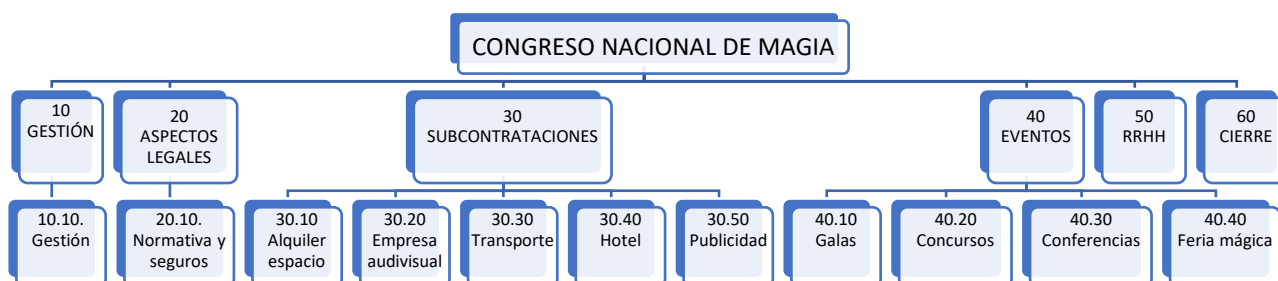 CONGRESO NACIONAL DE MAGIA
10
GESTIÓN
20
ASPECTOS
LEGALES
30
SUBCONTRATACIONES
40
EVENTOS
50
RRHH
60
CIERRE
10.10.
Gestión
20.10.
Normativa y
seguros
30.10
Alquiler
espacio
30.20
Empresa
audivisual
30.30
Transporte
30.40
Hotel
30.50
Publicidad
40.10
Galas
40.20
Concursos
40.30
Conferencias
40.40
Feria mágica